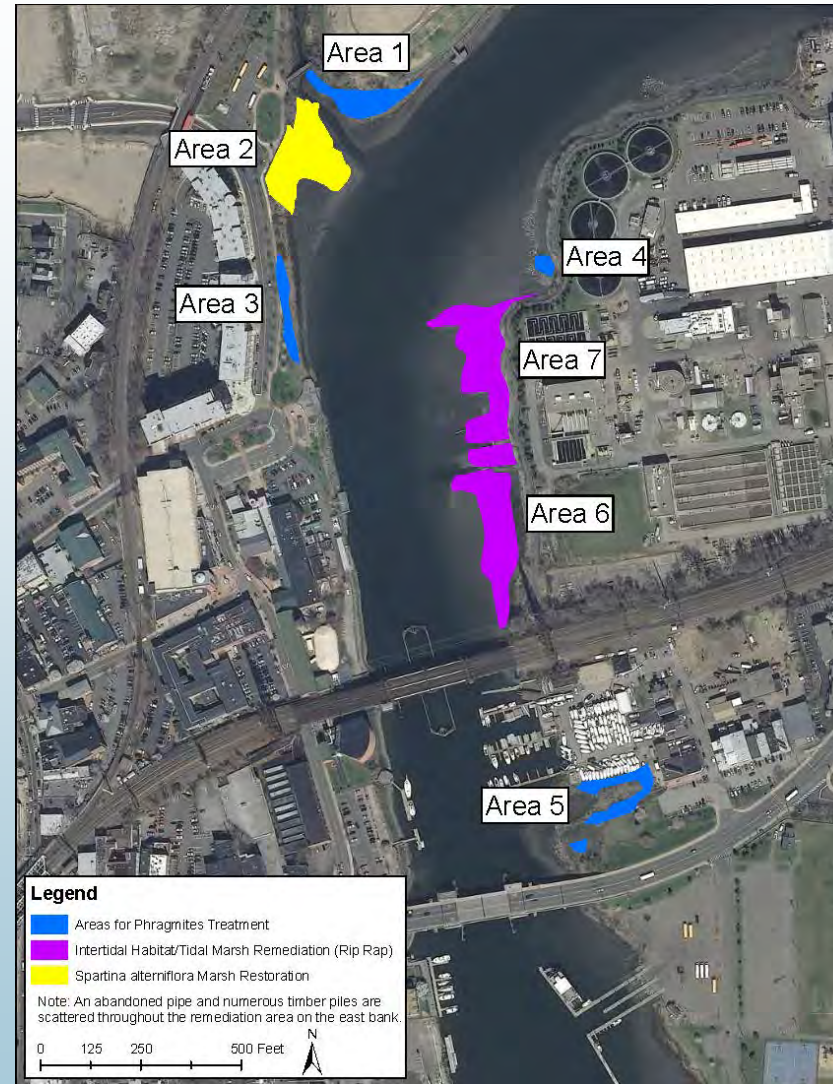 Area 1
Area 2
Area 3
Area 4
Area 7
Area 6
Area 5
Legend
Areas for Phragmites Treatment
Intertidal Habitat/Tidal Marsh Remediation (Rip Rap)
Spartina alterniflora Marsh Restoration
Note: An abandoned pipe and numerous timber piles are
scattered throughout the remediation area on the east bank.
N
0 125 250 500 Feet